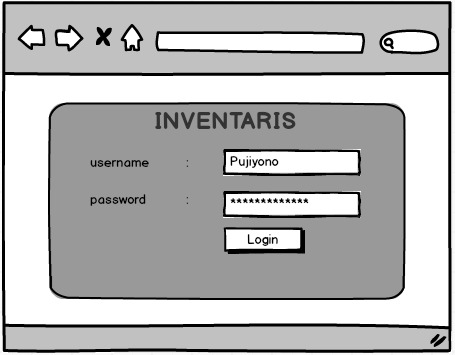 INVENTARIS
username : Pujiyono
password : *************
Login